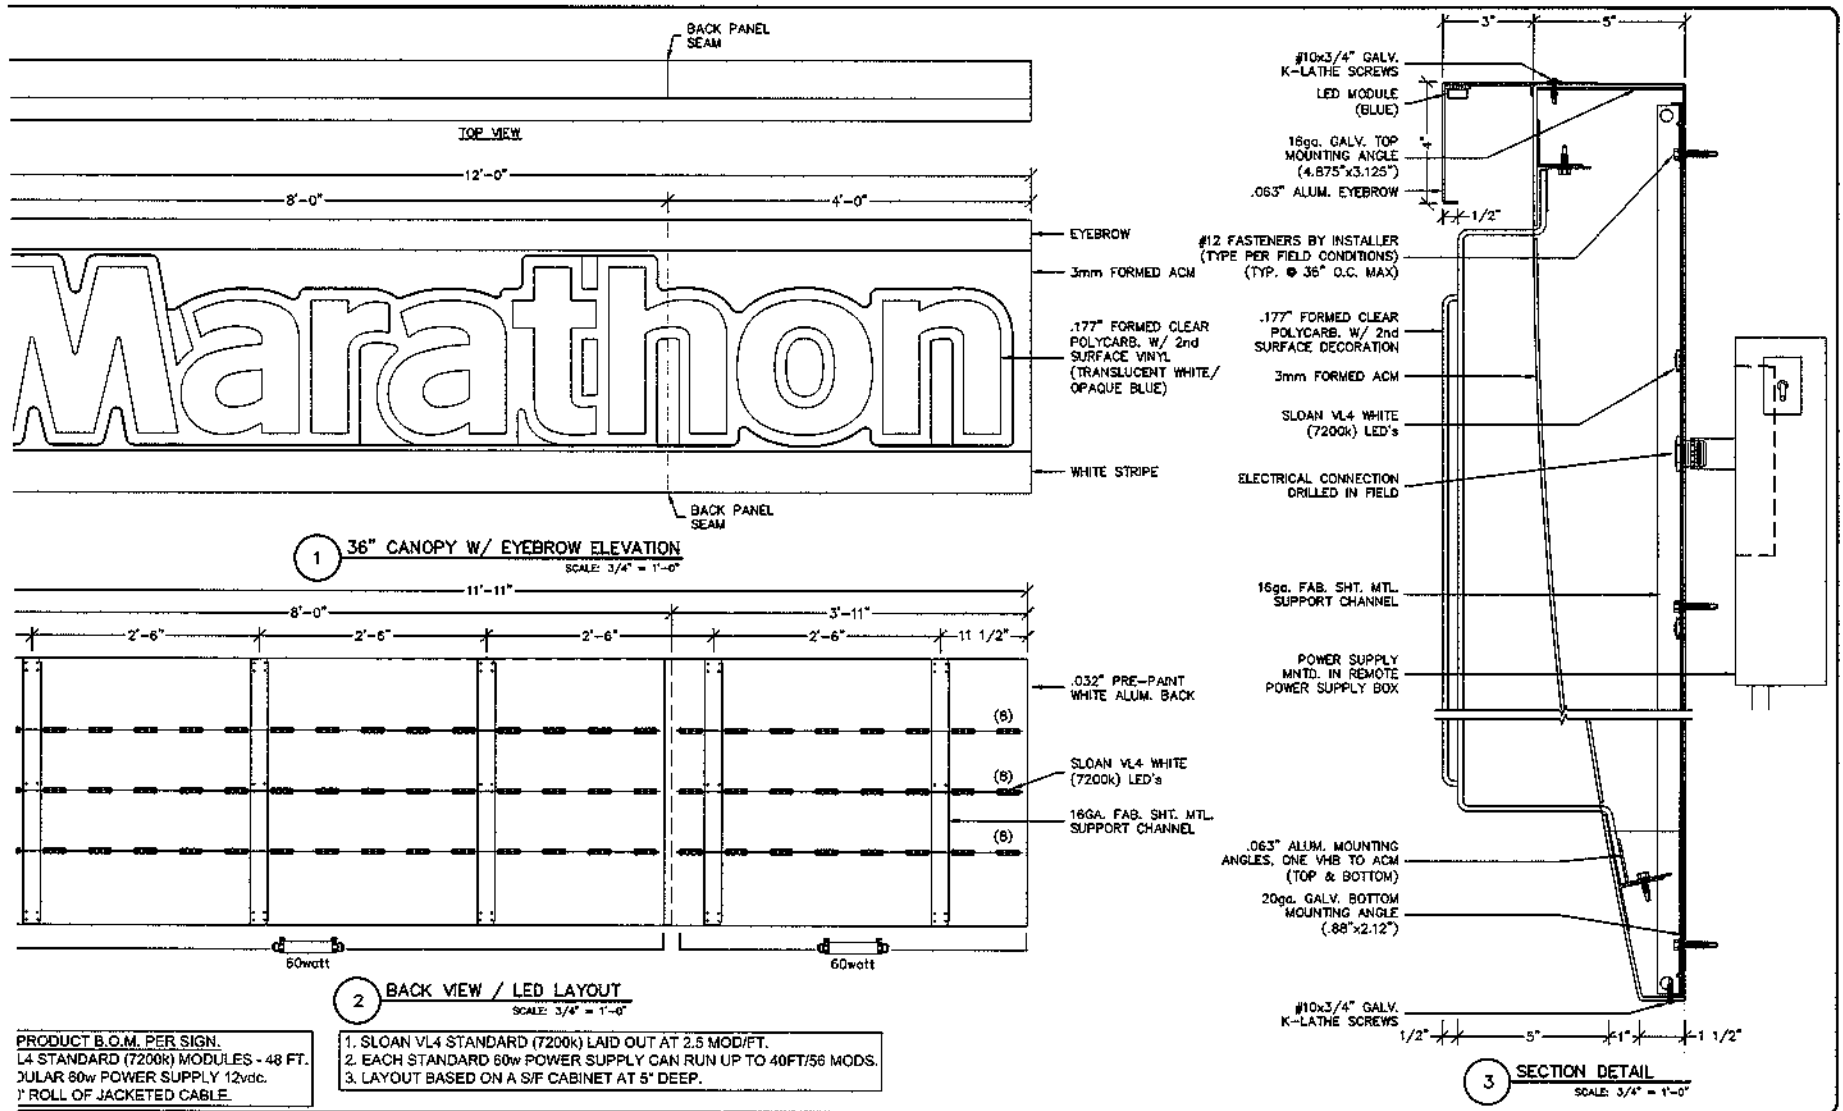 BACK PANEL
SEAM
TOP VIEW
12'-0"
8'-0"
4'-0"
EYEBROW
3mm FORMED ACM
Marathon
.177" FORMED CLEAR
POLYCARB. W/ 2nd
SURFACE VINYL
(TRANSLUCENT WHITE/
OPAQUE BLUE)
WHITE STRIPE
BACK PANEL
SEAM
1
36" CANOPY W/ EYEBROW ELEVATION
SCALE: 3/4" = 1'-0"
11'-11"
8'-0"
3'-11"
2'-6"
2'-6"
2'-6"
2'-6"
11 1/2"
.032" PRE-PAINT
WHITE ALUM. BACK
(8)
(8)
(8)
SLOAN VL4 WHITE
(7200k) LED's
16GA. FAB. SHT. MTL.
SUPPORT CHANNEL
60watt
60watt
2
BACK VIEW / LED LAYOUT
SCALE: 3/4" = 1'-0"
PRODUCT B.O.M. PER SIGN.
L4 STANDARD (7200k) MODULES - 48 FT.
DULAR 60w POWER SUPPLY 12vdc.
' ROLL OF JACKETED CABLE.
1. SLOAN VL4 STANDARD (7200k) LAID OUT AT 2.5 MOD/FT.
2. EACH STANDARD 60w POWER SUPPLY CAN RUN UP TO 40FT/56 MODS.
3. LAYOUT BASED ON A S/F CABINET AT 5" DEEP.
3"
5"
#10x3/4" GALV.
K-LATHE SCREWS
LED MODULE
(BLUE)
4"
16ga. GALV. TOP
MOUNTING ANGLE
(4.875"x3.125")
.063" ALUM. EYEBROW
1/2"
#12 FASTENERS BY INSTALLER
(TYPE PER FIELD CONDITIONS)
(TYP. @ 36" O.C. MAX)
.177" FORMED CLEAR
POLYCARB. W/ 2nd
SURFACE DECORATION
3mm FORMED ACM
SLOAN VL4 WHITE
(7200k) LED's
ELECTRICAL CONNECTION
DRILLED IN FIELD
16ga. FAB. SHT. MTL.
SUPPORT CHANNEL
POWER SUPPLY
MNTD. IN REMOTE
POWER SUPPLY BOX
.063" ALUM. MOUNTING
ANGLES, ONE VHB TO ACM
(TOP & BOTTOM)
20ga. GALV. BOTTOM
MOUNTING ANGLE
(.88"x2.12")
#10x3/4" GALV.
K-LATHE SCREWS
1/2"
5"
1"
1 1/2"
3
SECTION DETAIL
SCALE: 3/4" = 1'-0"